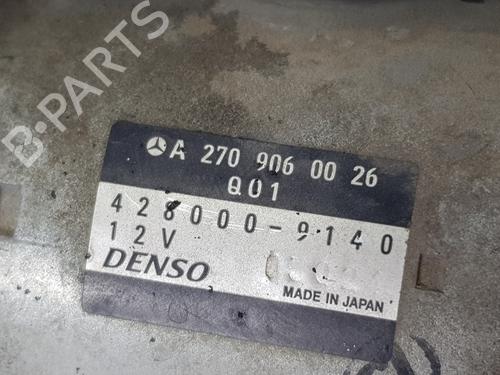 B-PARTS
A 270 906 00 26
Q01
428000-9140
12V
DENSO
MADE IN JAPAN